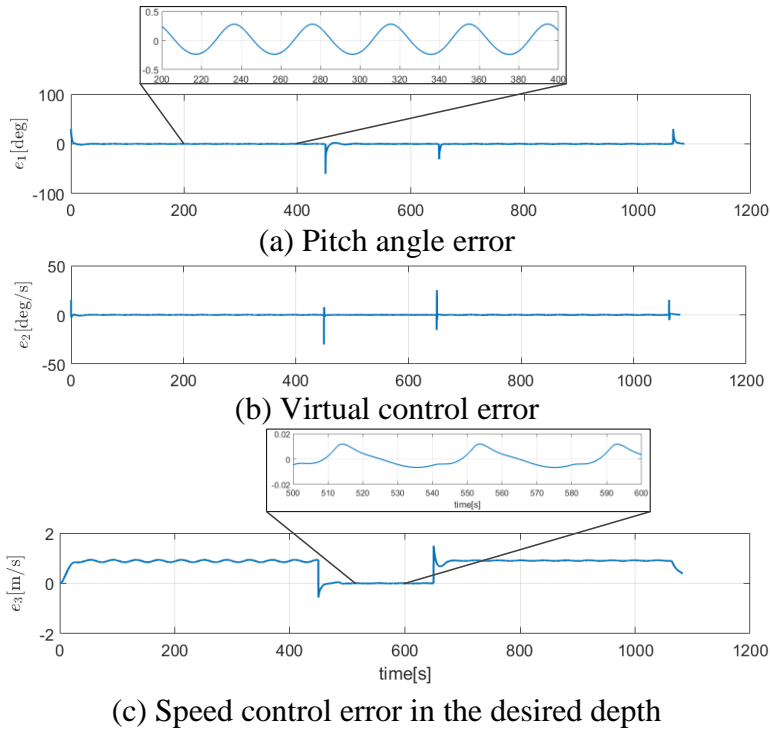 0.5
0
-0.5
200 220 240 260 280 300 320 340 360 380 400
100
0
-100
e1[deg]
0 200 400 600 800 1000 1200
(a) Pitch angle error
50
0
-50
e2[deg/s]
0 200 400 600 800 1000 1200
(b) Virtual control error
0.02
0
-0.02
500 510 520 530 540 550 560 570 580 590 600
time[s]
2
0
-2
e3[m/s]
0 200 400 600 800 1000 1200
time[s]
(c) Speed control error in the desired depth